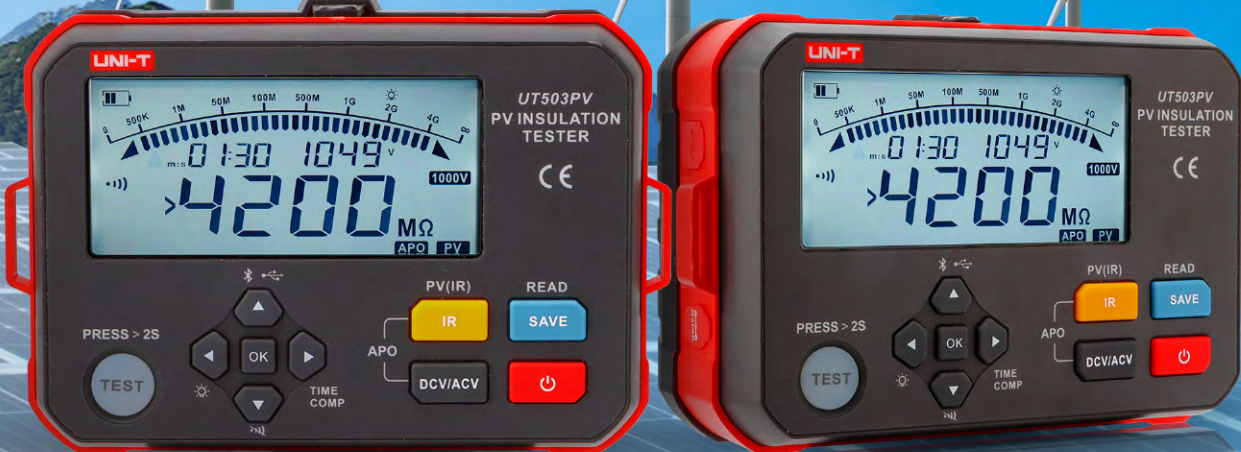 UNI-T
0 500K 1M 50M 100M 500M 1G 2G 4G ∞
m:s 01:30 1049 V
1000V
>4200 MΩ
APO PV
UT503PV
PV INSULATION
TESTER
CE
PV(IR) READ
IR SAVE
PRESS > 2S
APO
TEST
OK
DCV/ACV
TIME
COMP
UNI-T
0 500K 1M 50M 100M 500M 1G 2G 4G ∞
m:s 01:30 1049 V
1000V
>4200 MΩ
APO PV
UT503PV
PV INSULATION
TESTER
CE
PV(IR) READ
IR SAVE
PRESS > 2S
APO
TEST
OK
DCV/ACV
TIME
COMP